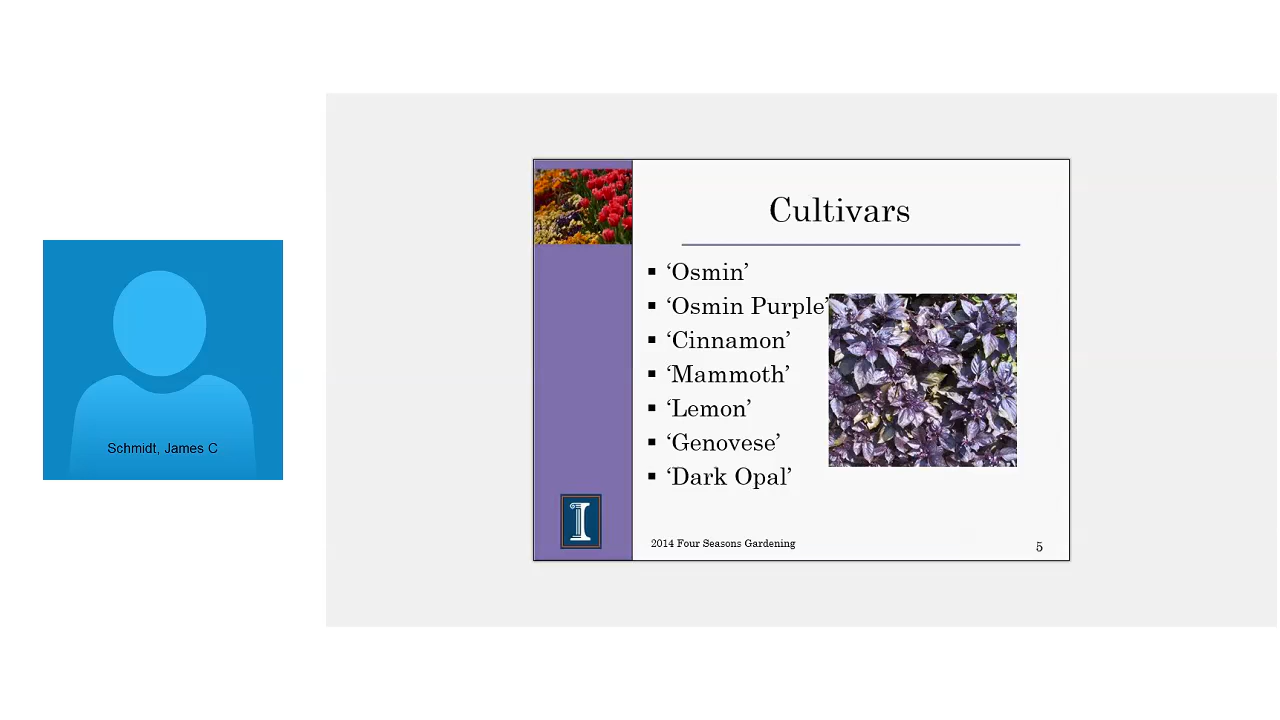 Schmidt, James C
Cultivars
▪ ‘Osmin’
▪ ‘Osmin Purple’
▪ ‘Cinnamon’
▪ ‘Mammoth’
▪ ‘Lemon’
▪ ‘Genovese’
▪ ‘Dark Opal’
I
2014 Four Seasons Gardening
5